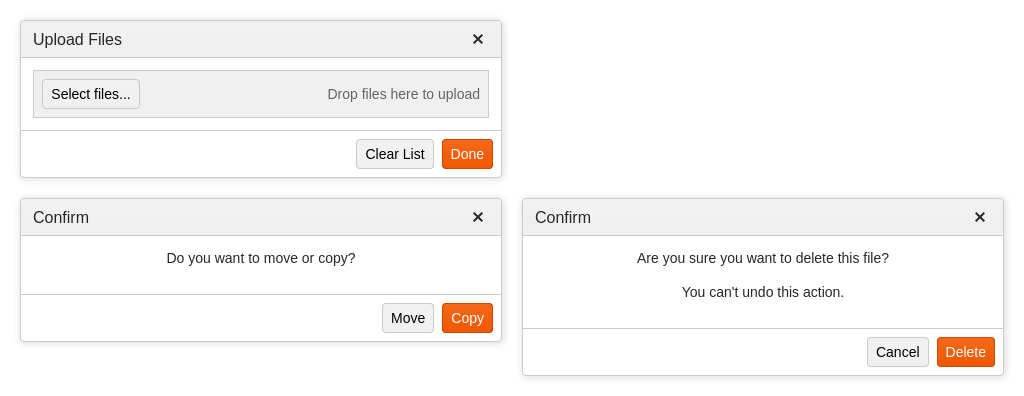 Upload Files ✕
Select files... Drop files here to upload
Clear List Done
Confirm ✕
Do you want to move or copy?
Move Copy
Confirm ✕
Are you sure you want to delete this file?
You can't undo this action.
Cancel Delete